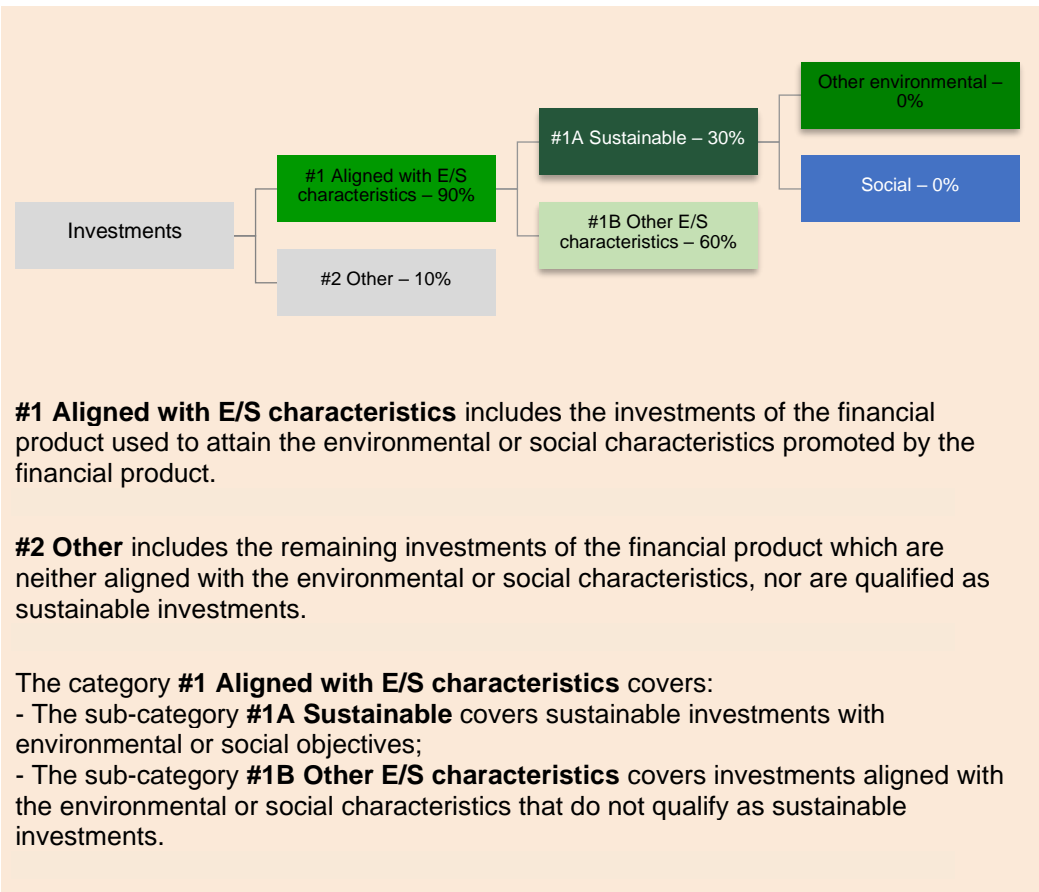 Other environmental –
0%
#1A Sustainable – 30%
#1 Aligned with E/S
characteristics – 90%
Social – 0%
Investments
#1B Other E/S
characteristics – 60%
#2 Other – 10%
#1 Aligned with E/S characteristics includes the investments of the financial
product used to attain the environmental or social characteristics promoted by the
financial product.
#2 Other includes the remaining investments of the financial product which are
neither aligned with the environmental or social characteristics, nor are qualified as
sustainable investments.
The category #1 Aligned with E/S characteristics covers:
- The sub-category #1A Sustainable covers sustainable investments with
environmental or social objectives;
- The sub-category #1B Other E/S characteristics covers investments aligned with
the environmental or social characteristics that do not qualify as sustainable
investments.